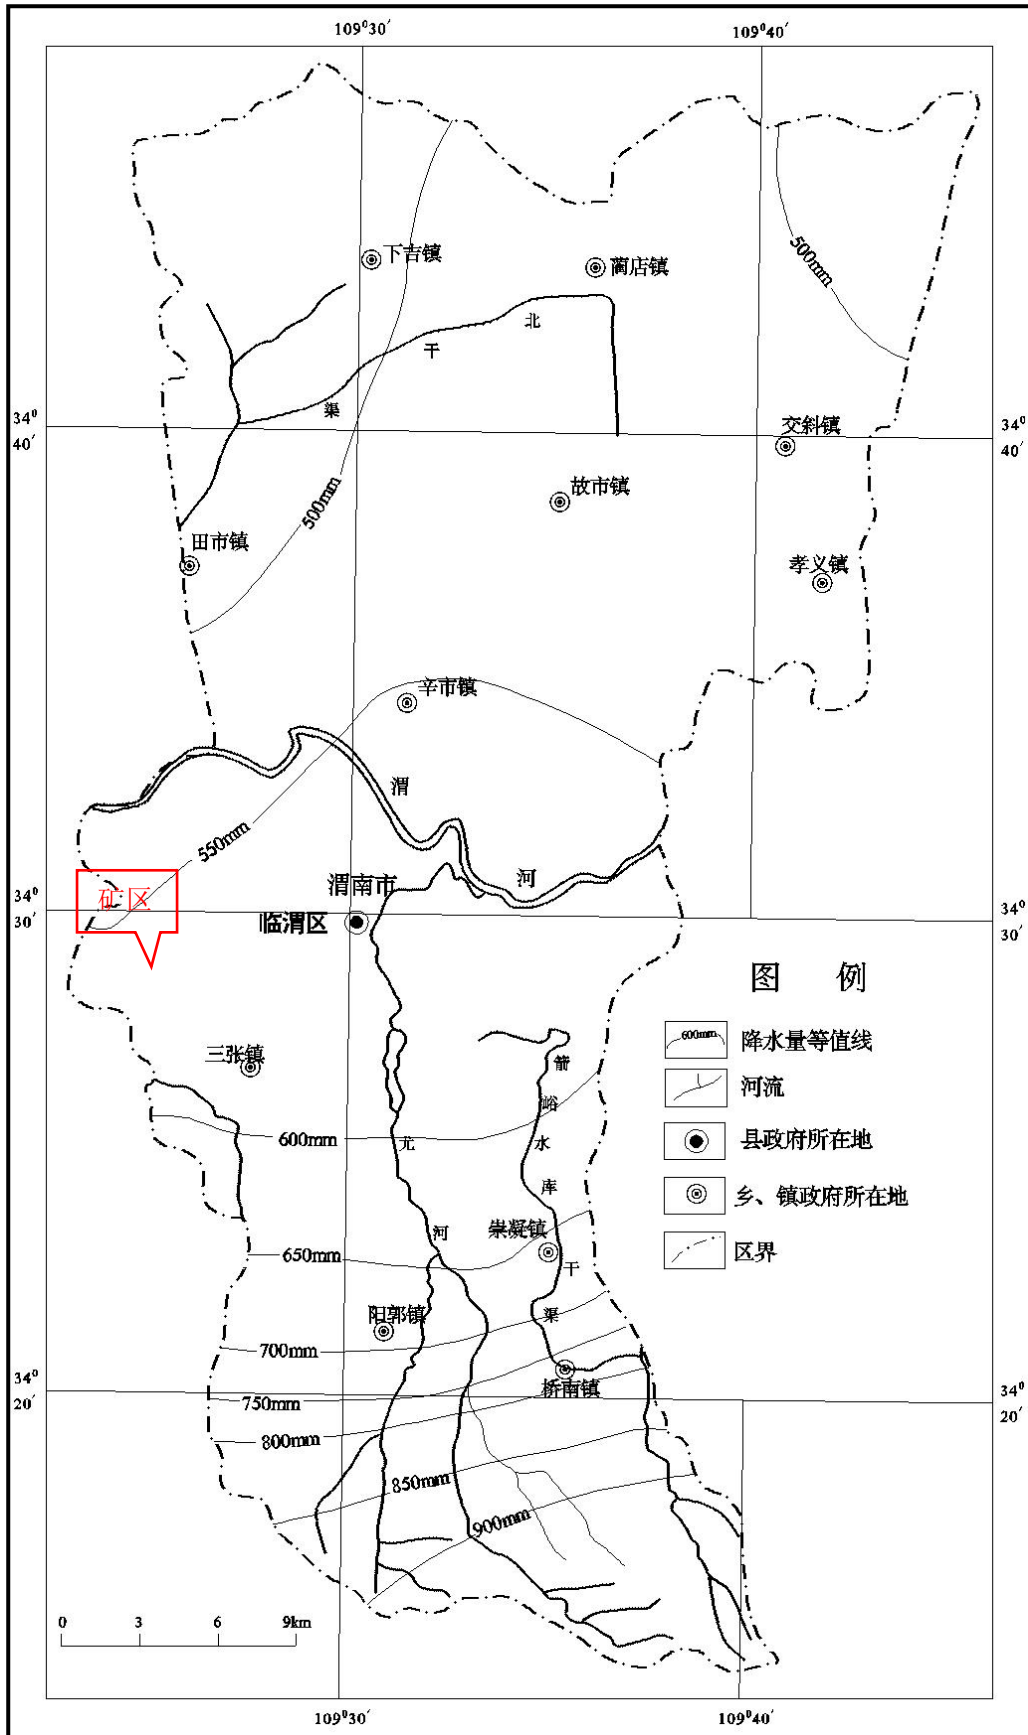 109°30′
109°40′
500mm
下吉镇
蔺店镇
北
干
渠
34°
40′
34°
40′
交斜镇
500mm
故市镇
田市镇
孝义镇
辛市镇
渭
550mm
河
矿区
渭南市
临渭区
34°
30′
34°
30′
图 例
600mm
降水量等值线
河流
县政府所在地
乡、镇政府所在地
区界
三张镇
箭
峪
水
库
干
渠
600mm
尤
河
崇凝镇
650mm
阳郭镇
700mm
桥南镇
34°
20′
34°
20′
750mm
800mm
850mm
900mm
0 3 6 9km
109°30′
109°40′